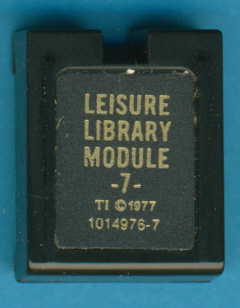 LEISURE
LIBRARY
MODULE
-7-
TI ©1977
1014976-7